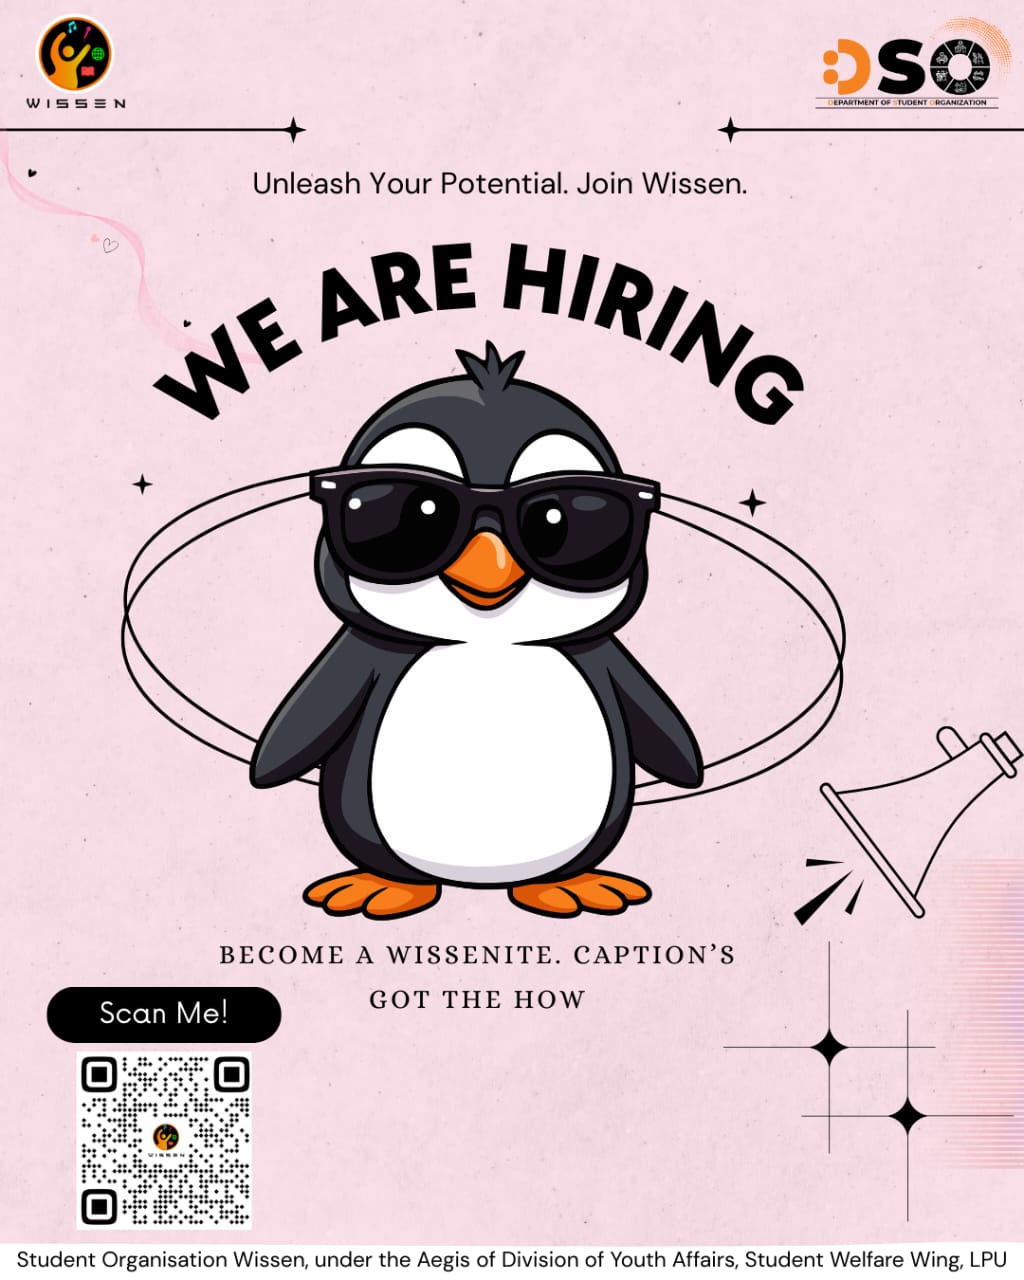 WISSEN
DSO
DEPARTMENT OF STUDENT ORGANIZATION
Unleash Your Potential. Join Wissen.
WE ARE HIRING
BECOME A WISSENITE. CAPTION'S
GOT THE HOW
Scan Me!
WISSEN
Student Organisation Wissen, under the Aegis of Division of Youth Affairs, Student Welfare Wing, LPU